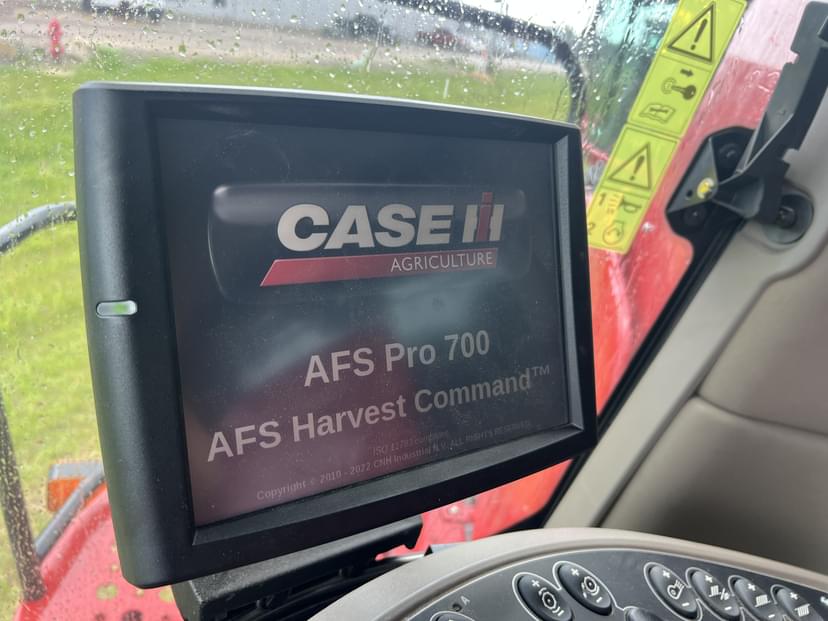 CASE IH
AGRICULTURE
AFS Pro 700
AFS Harvest Command™
ISO 11783 compliant
Copyright © 2010 - 2022 CNH Industrial N.V. ALL RIGHTS RESERVED.
A